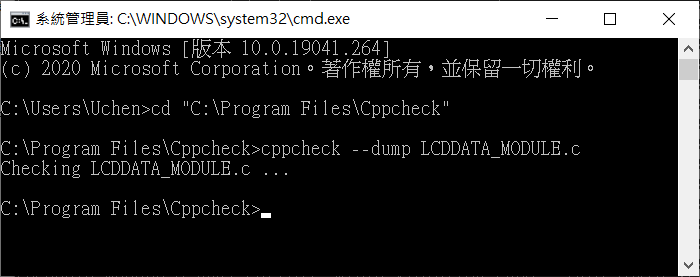 系統管理員: C:\WINDOWS\system32\cmd.exe
Microsoft Windows [版本 10.0.19041.264]
(c) 2020 Microsoft Corporation。著作權所有，並保留一切權利。
C:\Users\Uchen>cd "C:\Program Files\Cppcheck"
C:\Program Files\Cppcheck>cppcheck --dump LCDDATA_MODULE.c
Checking LCDDATA_MODULE.c ...
C:\Program Files\Cppcheck>